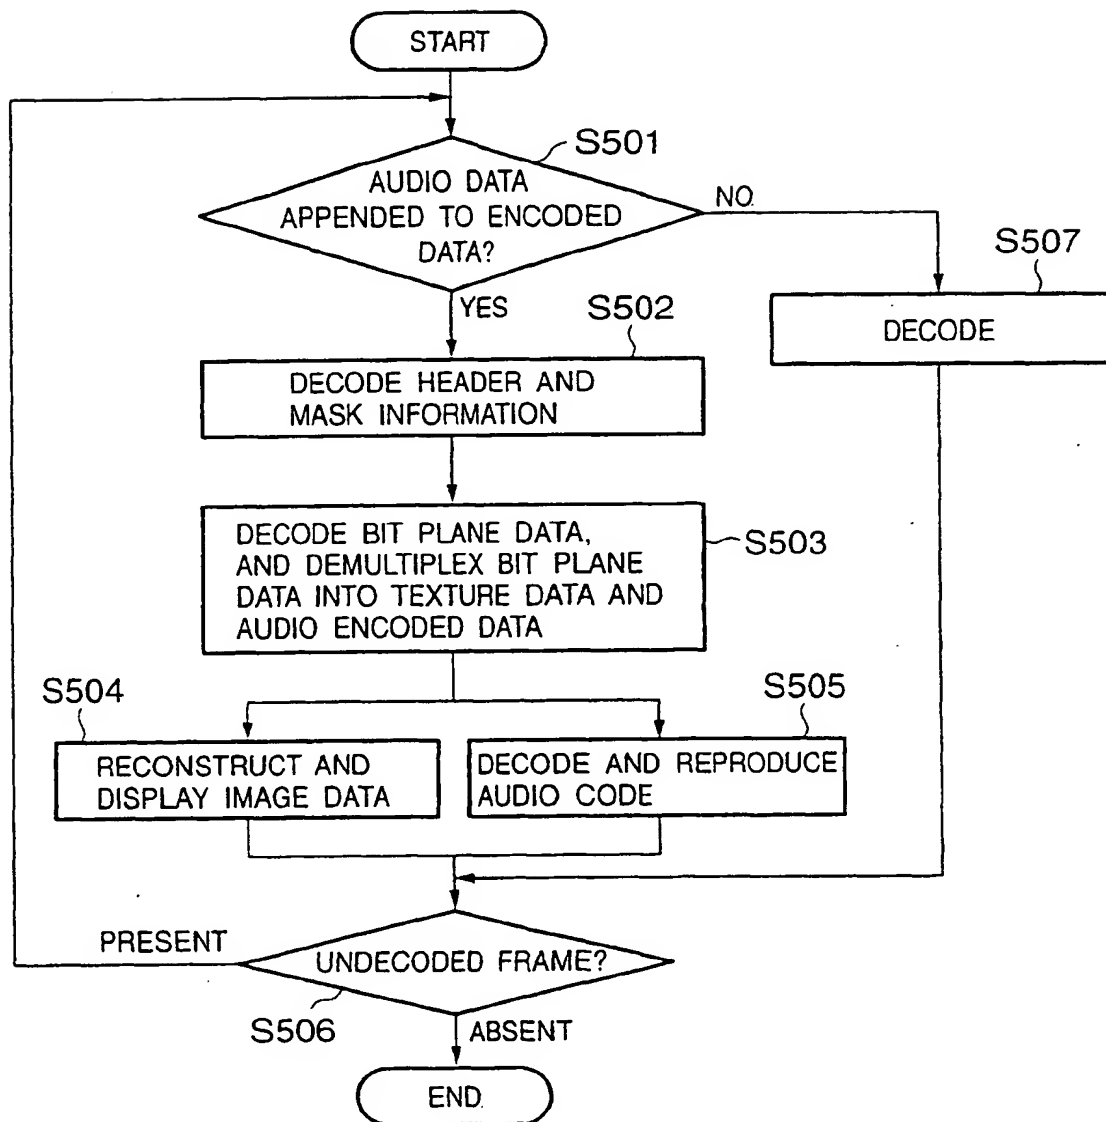 START
S501
AUDIO DATA
APPENDED TO ENCODED
DATA?
NO.
YES
S507
DECODE
S502
DECODE HEADER AND
MASK INFORMATION
S503
DECODE BIT PLANE DATA,
AND DEMULTIPLEX BIT PLANE
DATA INTO TEXTURE DATA AND
AUDIO ENCODED DATA
S504
RECONSTRUCT AND
DISPLAY IMAGE DATA
S505
DECODE AND REPRODUCE
AUDIO CODE
PRESENT
UNDECODED FRAME?
S506
ABSENT
END.